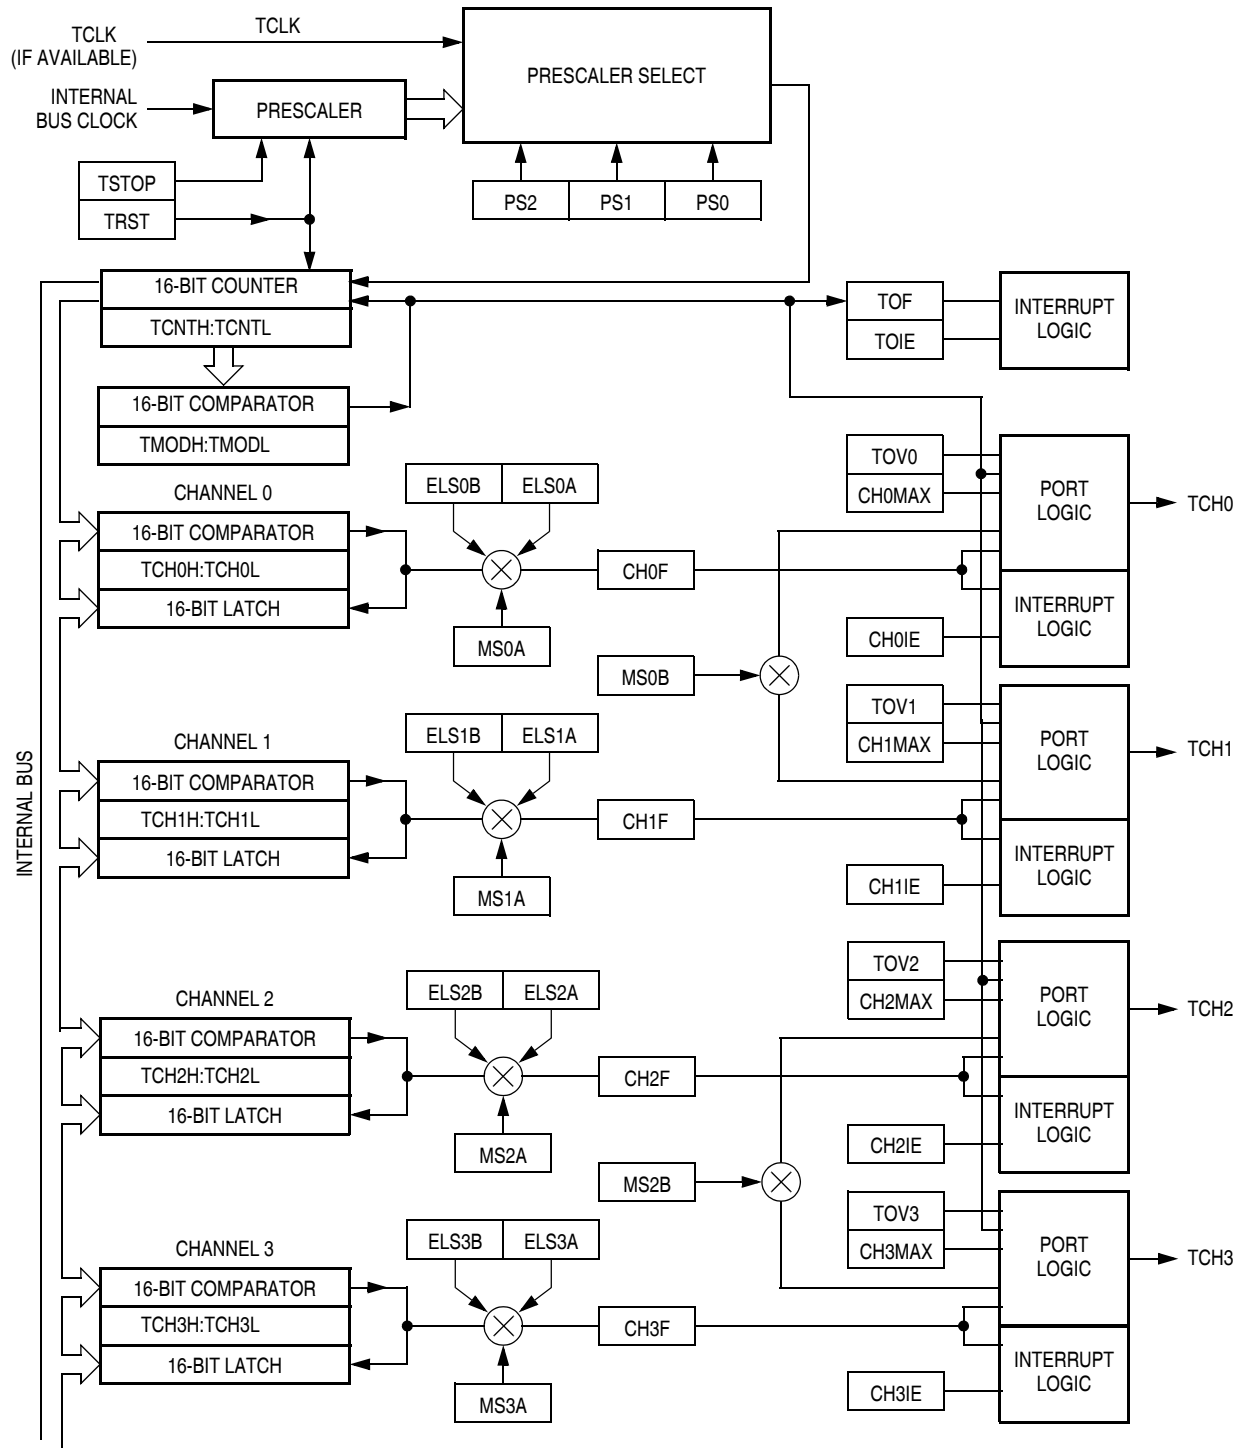 TCLK
(IF AVAILABLE)
TCLK
PRESCALER SELECT
INTERNAL
BUS CLOCK
PRESCALER
TSTOP
TRST
PS2
PS1
PS0
16-BIT COUNTER
TCNTH:TCNTL
TOF
TOIE
INTERRUPT
LOGIC
16-BIT COMPARATOR
TMODH:TMODL
INTERNAL BUS
CHANNEL 0
16-BIT COMPARATOR
TCH0H:TCH0L
16-BIT LATCH
ELS0B
ELS0A
MS0A
CH0F
TOV0
CH0MAX
PORT
LOGIC
TCH0
INTERRUPT
LOGIC
CH0IE
MS0B
CHANNEL 1
16-BIT COMPARATOR
TCH1H:TCH1L
16-BIT LATCH
ELS1B
ELS1A
MS1A
CH1F
TOV1
CH1MAX
PORT
LOGIC
TCH1
INTERRUPT
LOGIC
CH1IE
CHANNEL 2
16-BIT COMPARATOR
TCH2H:TCH2L
16-BIT LATCH
ELS2B
ELS2A
MS2A
CH2F
TOV2
CH2MAX
PORT
LOGIC
TCH2
INTERRUPT
LOGIC
CH2IE
MS2B
CHANNEL 3
16-BIT COMPARATOR
TCH3H:TCH3L
16-BIT LATCH
ELS3B
ELS3A
MS3A
CH3F
TOV3
CH3MAX
PORT
LOGIC
TCH3
INTERRUPT
LOGIC
CH3IE